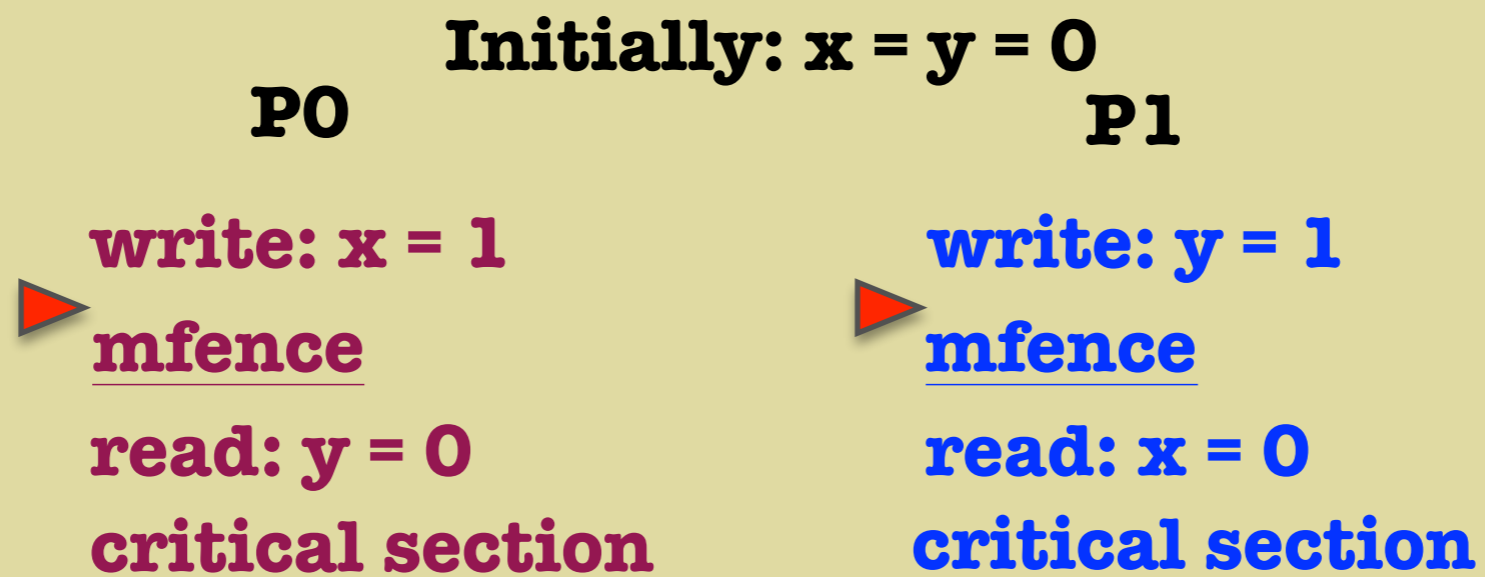 Initially: x = y = 0
P0
P1
write: x = 1
mfence
read: y = 0
critical section
write: y = 1
mfence
read: x = 0
critical section